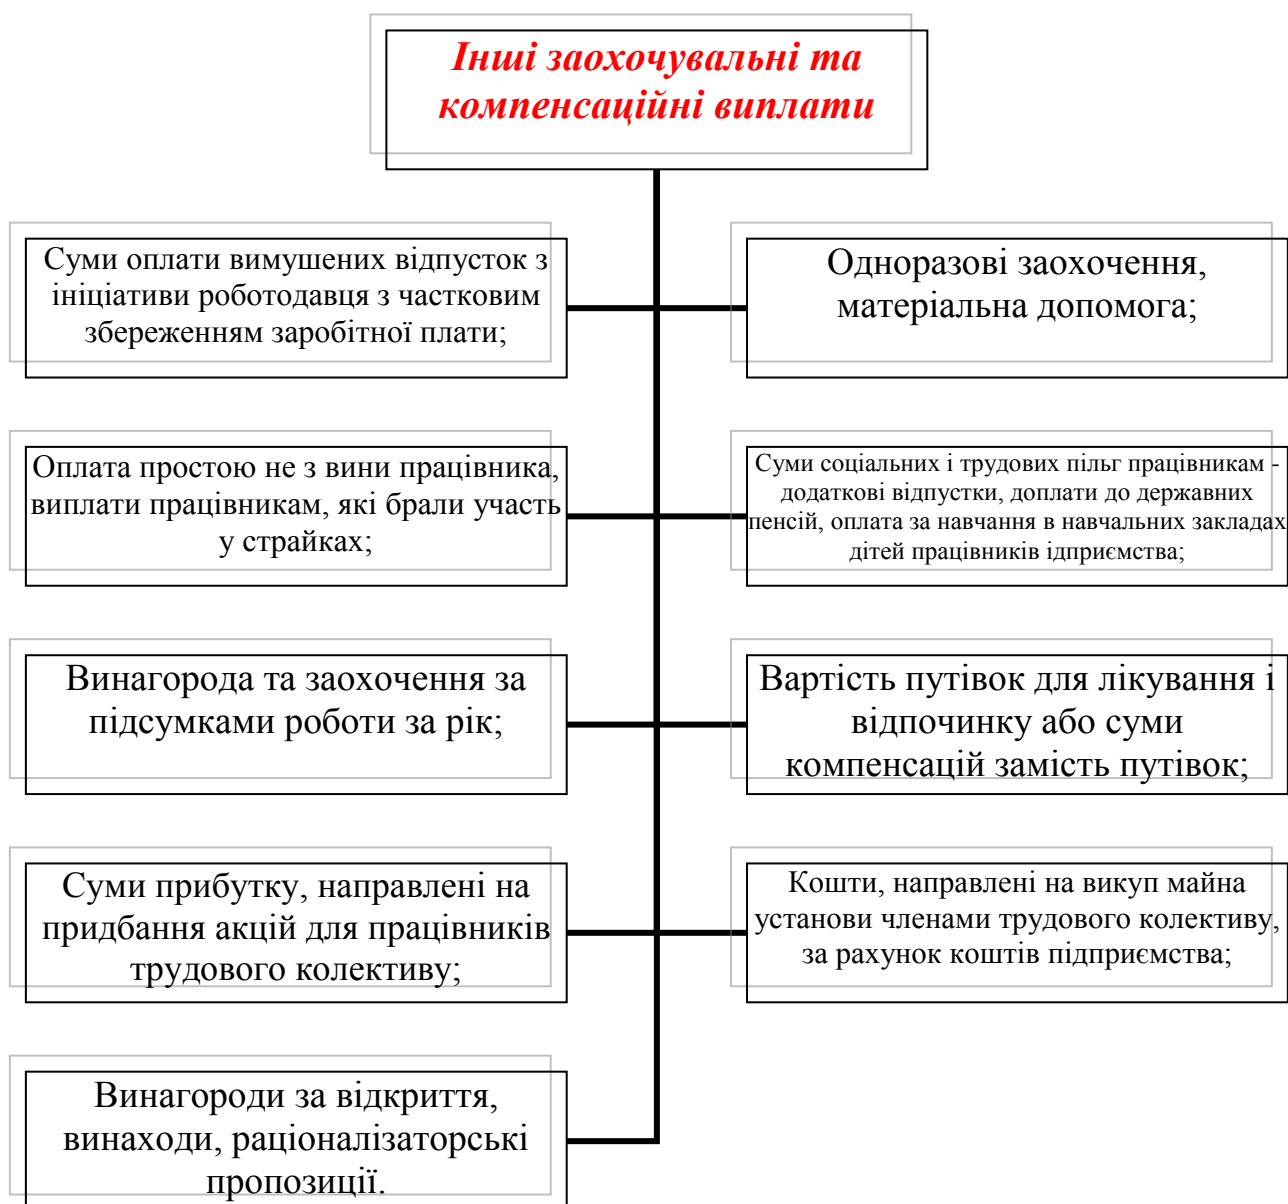 Інші заохочувальні та
компенсаційні виплати
Суми оплати вимушених відпусток з
ініціативи роботодавця з частковим
збереженням заробітної плати;
Одноразові заохочення,
матеріальна допомога;
Оплата простою не з вини працівника,
виплати працівникам, які брали участь
у страйках;
Суми соціальних і трудових пільг працівникам -
додаткові відпустки, доплати до державних
пенсій, оплата за навчання в навчальних закладах
дітей працівників ідприємства;
Винагорода та заохочення за
підсумками роботи за рік;
Вартість путівок для лікування і
відпочинку або суми
компенсацій замість путівок;
Суми прибутку, направлені на
придбання акцій для працівників
трудового колективу;
Кошти, направлені на викуп майна
установи членами трудового колективу,
за рахунок коштів підприємства;
Винагороди за відкриття,
винаходи, раціоналізаторські
пропозиції.